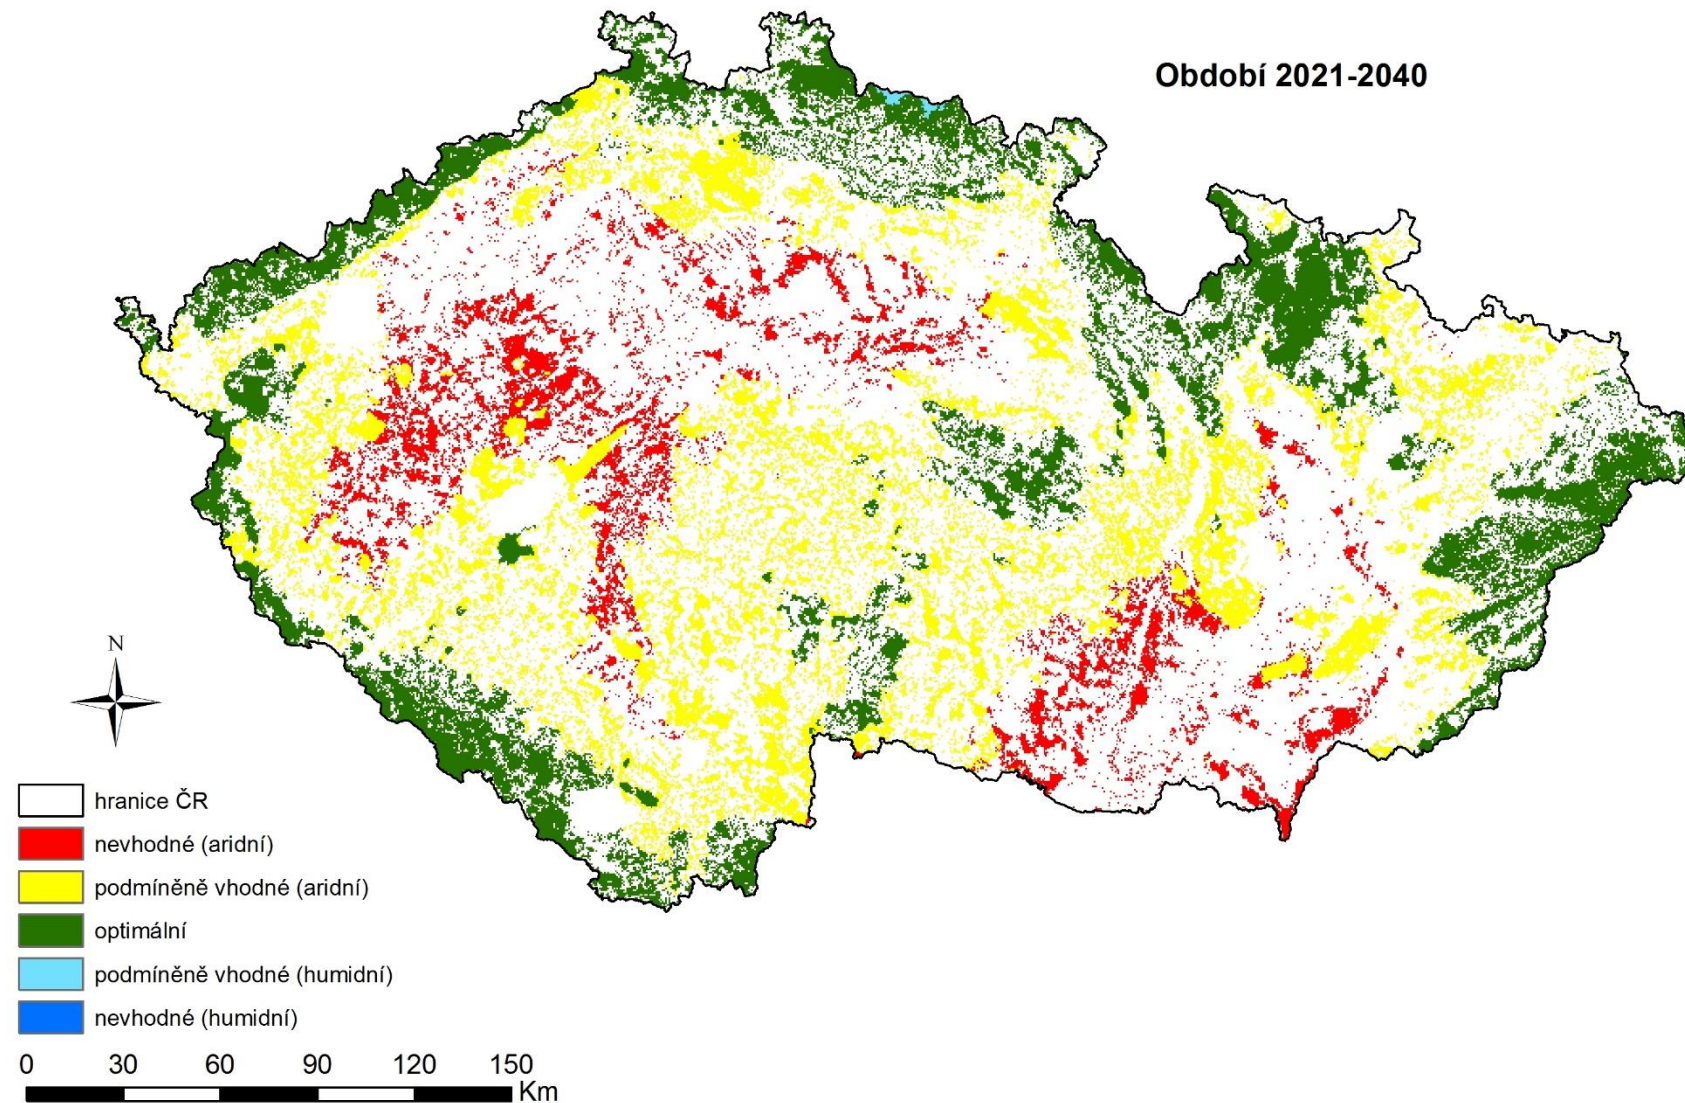 Období 2021-2040
N
hranice ČR
nevhodné (aridní)
podmíněně vhodné (aridní)
optimální
podmíněně vhodné (humidní)
nevhodné (humidní)
0 30 60 90 120 150
Km